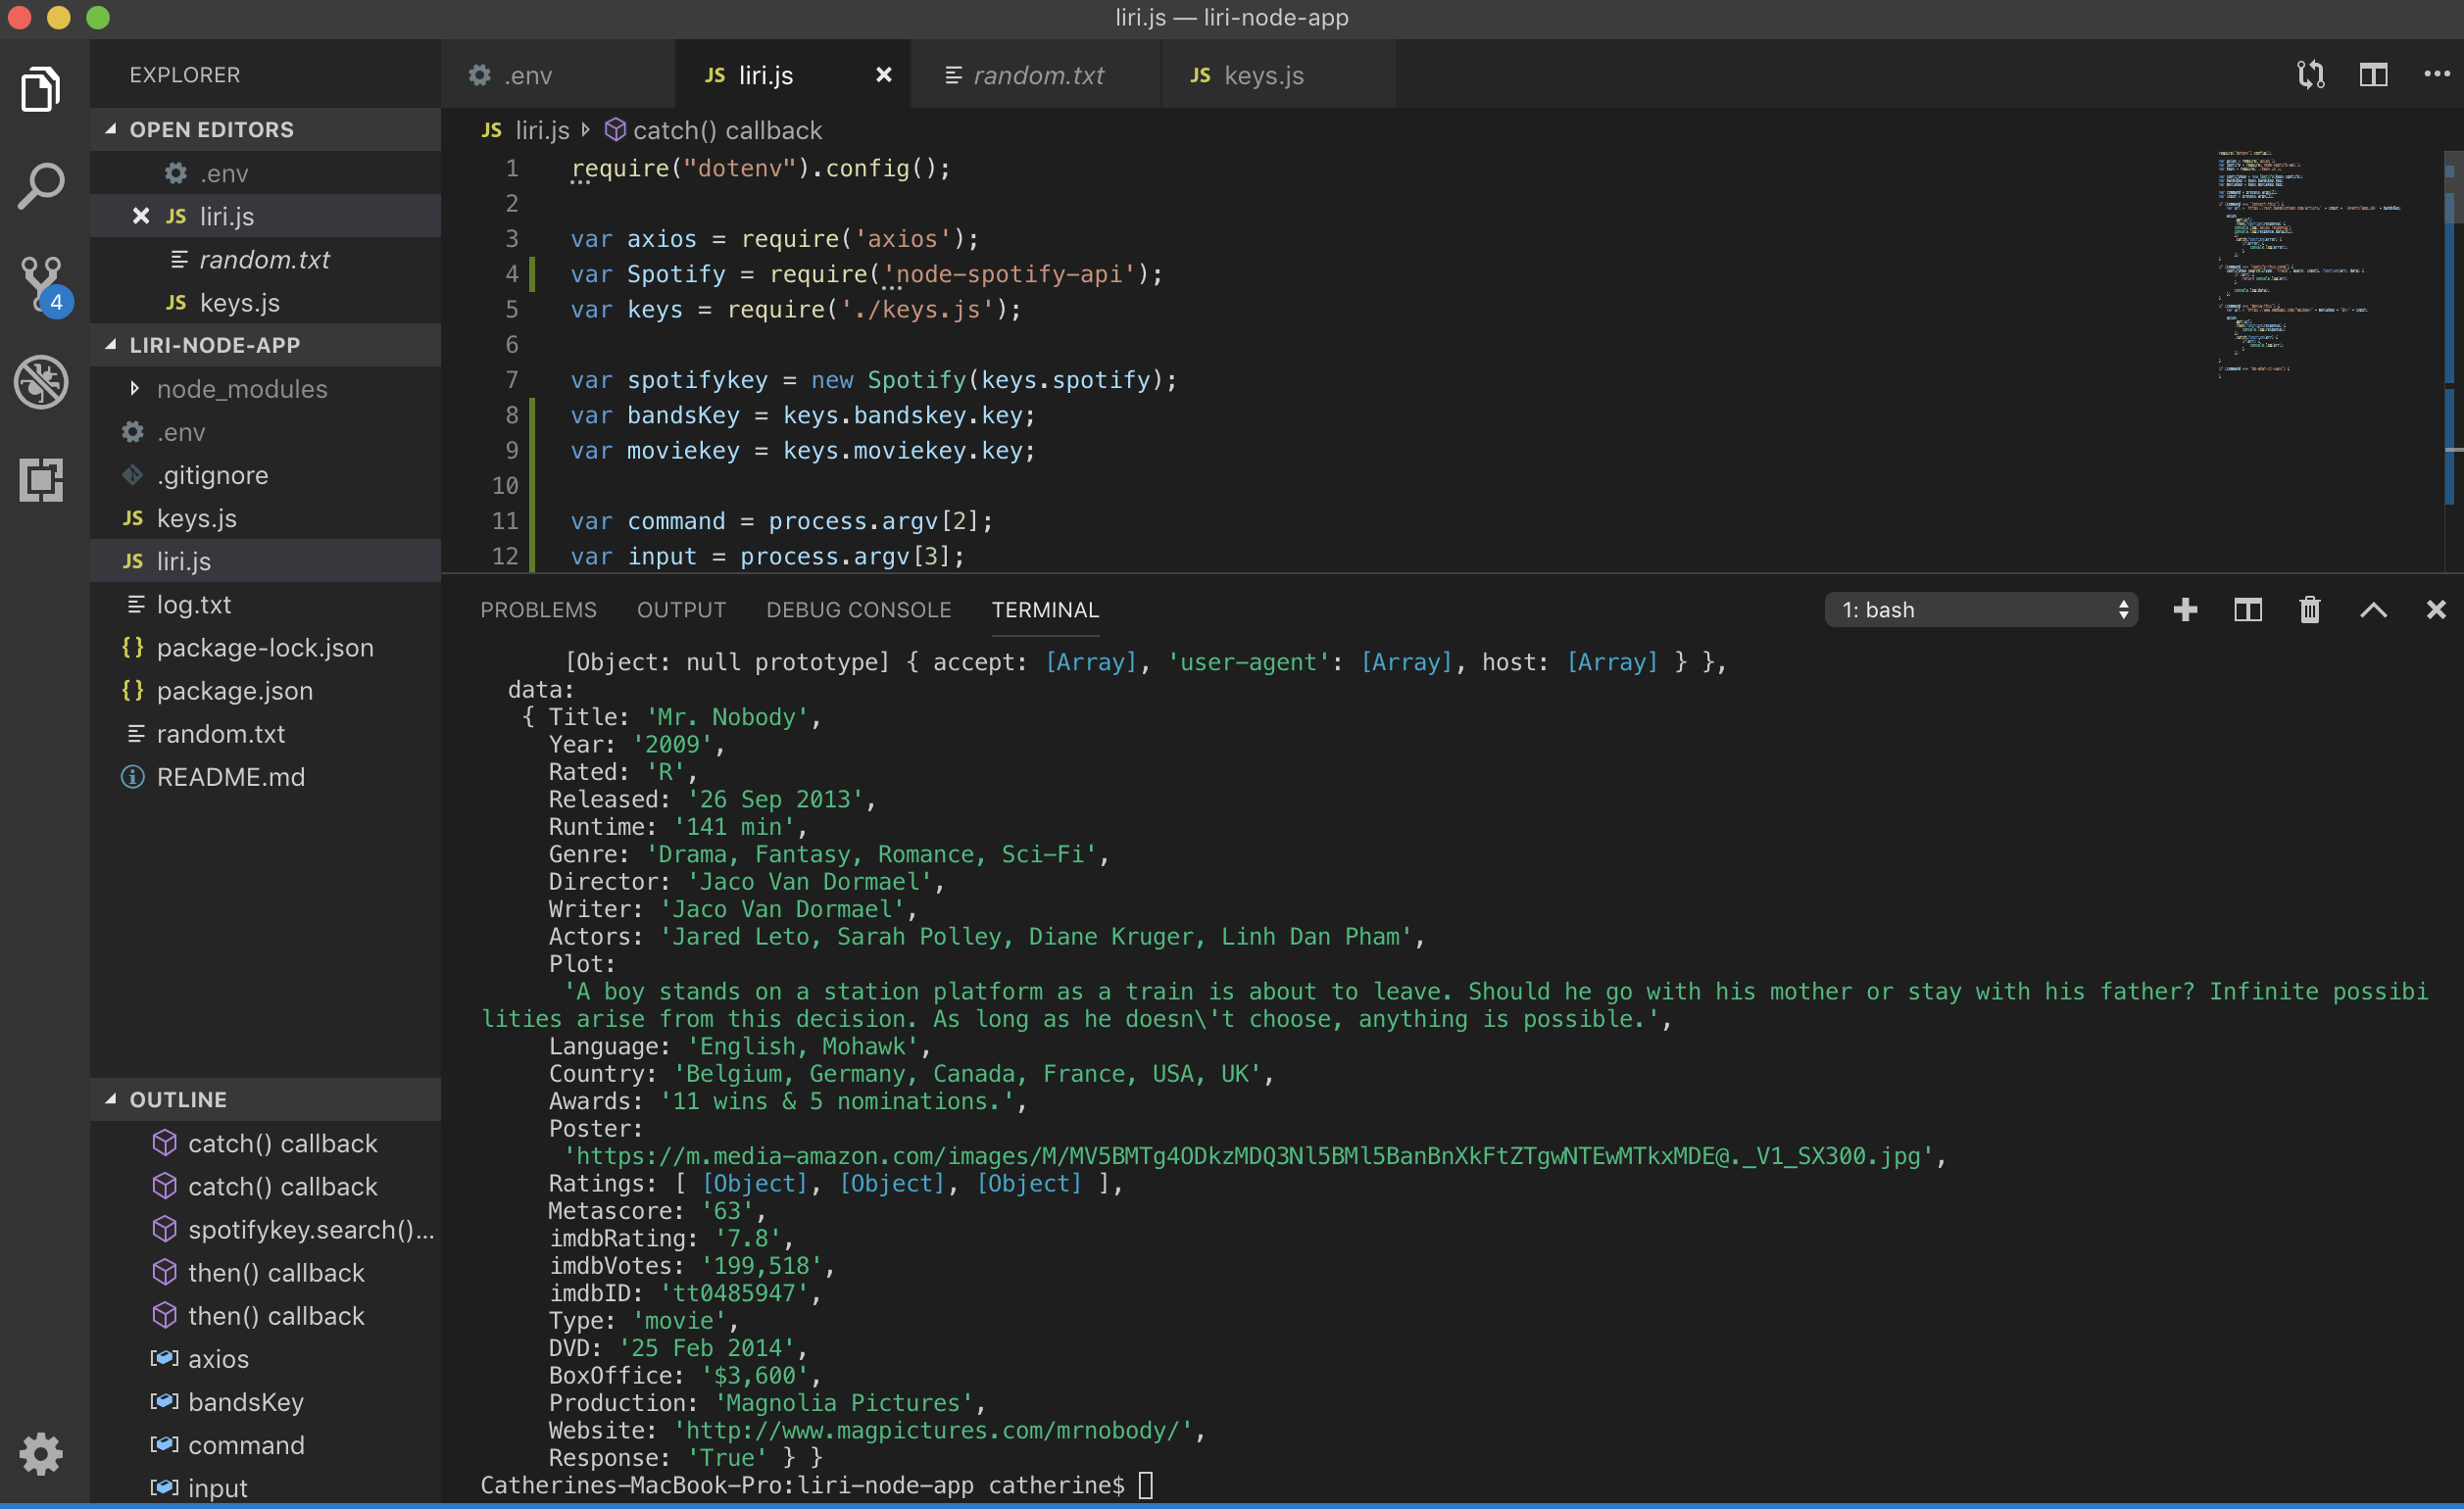 liri.js — liri-node-app
EXPLORER
OPEN EDITORS
.env
liri.js
random.txt
keys.js
LIRI-NODE-APP
node_modules
.env
.gitignore
keys.js
liri.js
log.txt
package-lock.json
package.json
random.txt
README.md
OUTLINE
catch() callback
catch() callback
spotifykey.search()...
then() callback
then() callback
axios
bandsKey
command
input
4
.env
JS liri.js
random.txt
JS keys.js
JS liri.js catch() callback
1 require("dotenv").config();
2
3 var axios = require('axios');
4 var Spotify = require('node-spotify-api');
5 var keys = require('./keys.js');
6
7 var spotifykey = new Spotify(keys.spotify);
8 var bandsKey = keys.bandskey.key;
9 var moviekey = keys.moviekey.key;
10
11 var command = process.argv[2];
12 var input = process.argv[3];
PROBLEMS OUTPUT DEBUG CONSOLE TERMINAL
1: bash
[Object: null prototype] { accept: [Array], 'user-agent': [Array], host: [Array] } },
data:
{ Title: 'Mr. Nobody',
Year: '2009',
Rated: 'R',
Released: '26 Sep 2013',
Runtime: '141 min',
Genre: 'Drama, Fantasy, Romance, Sci-Fi',
Director: 'Jaco Van Dormael',
Writer: 'Jaco Van Dormael',
Actors: 'Jared Leto, Sarah Polley, Diane Kruger, Linh Dan Pham',
Plot:
'A boy stands on a station platform as a train is about to leave. Should he go with his mother or stay with his father? Infinite possibi
lities arise from this decision. As long as he doesn\'t choose, anything is possible.',
Language: 'English, Mohawk',
Country: 'Belgium, Germany, Canada, France, USA, UK',
Awards: '11 wins & 5 nominations.',
Poster:
'https://m.media-amazon.com/images/M/MV5BMTg4ODkzMDQ3Nl5BMl5BanBnXkFtZTgwNTEwMTkxMDE@._V1_SX300.jpg',
Ratings: [ [Object], [Object], [Object] ],
Metascore: '63',
imdbRating: '7.8',
imdbVotes: '199,518',
imdbID: 'tt0485947',
Type: 'movie',
DVD: '25 Feb 2014',
BoxOffice: '$3,600',
Production: 'Magnolia Pictures',
Website: 'http://www.magpictures.com/mrnobody/',
Response: 'True' } }
Catherines-MacBook-Pro:liri-node-app catherine$